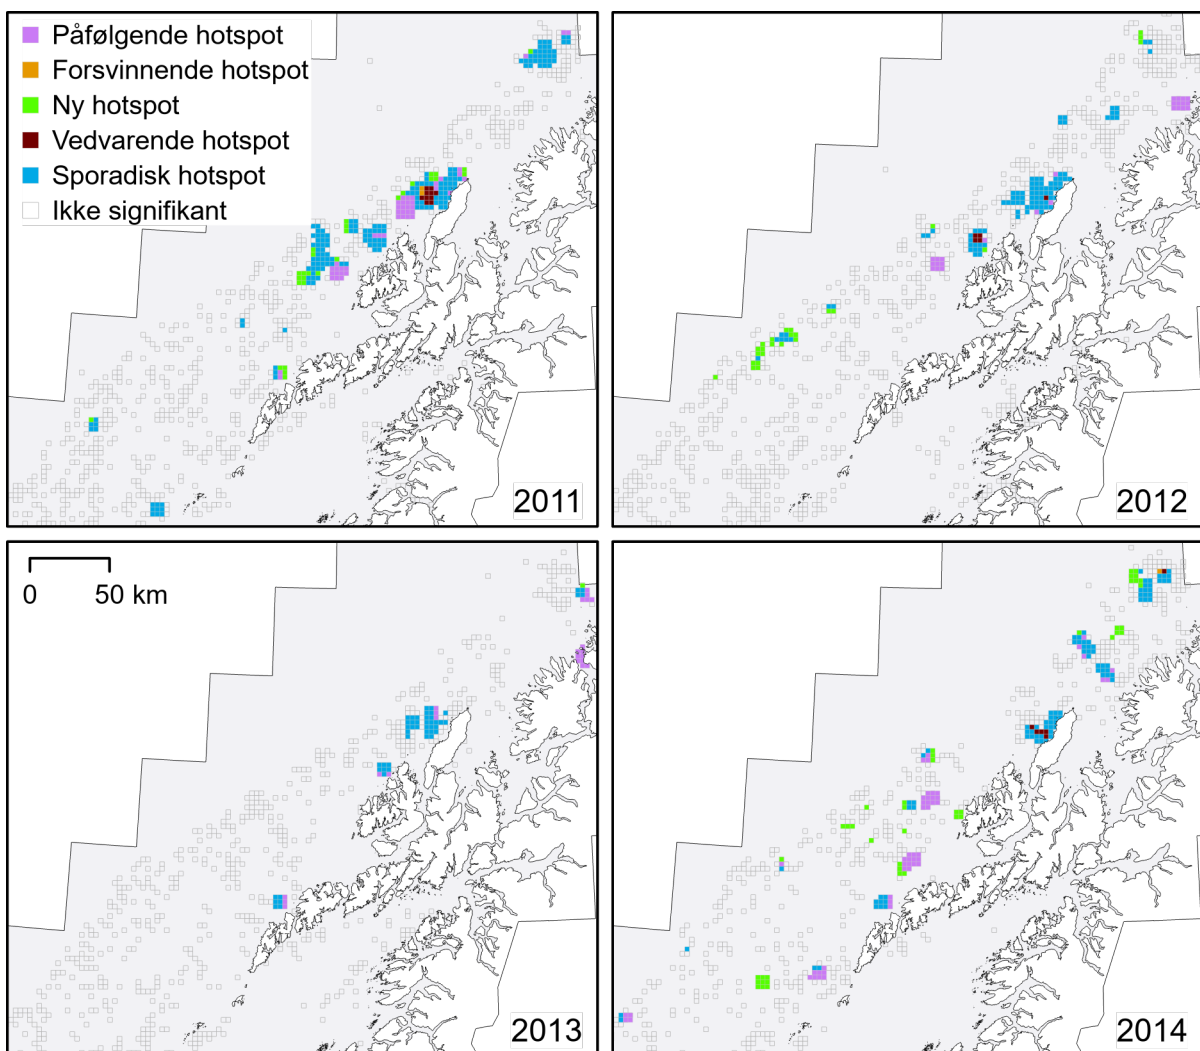 Påfølgende hotspot
Forsvinnende hotspot
Ny hotspot
Vedvarende hotspot
Sporadisk hotspot
Ikke signifikant
2011
2012
0 50 km
2013
2014